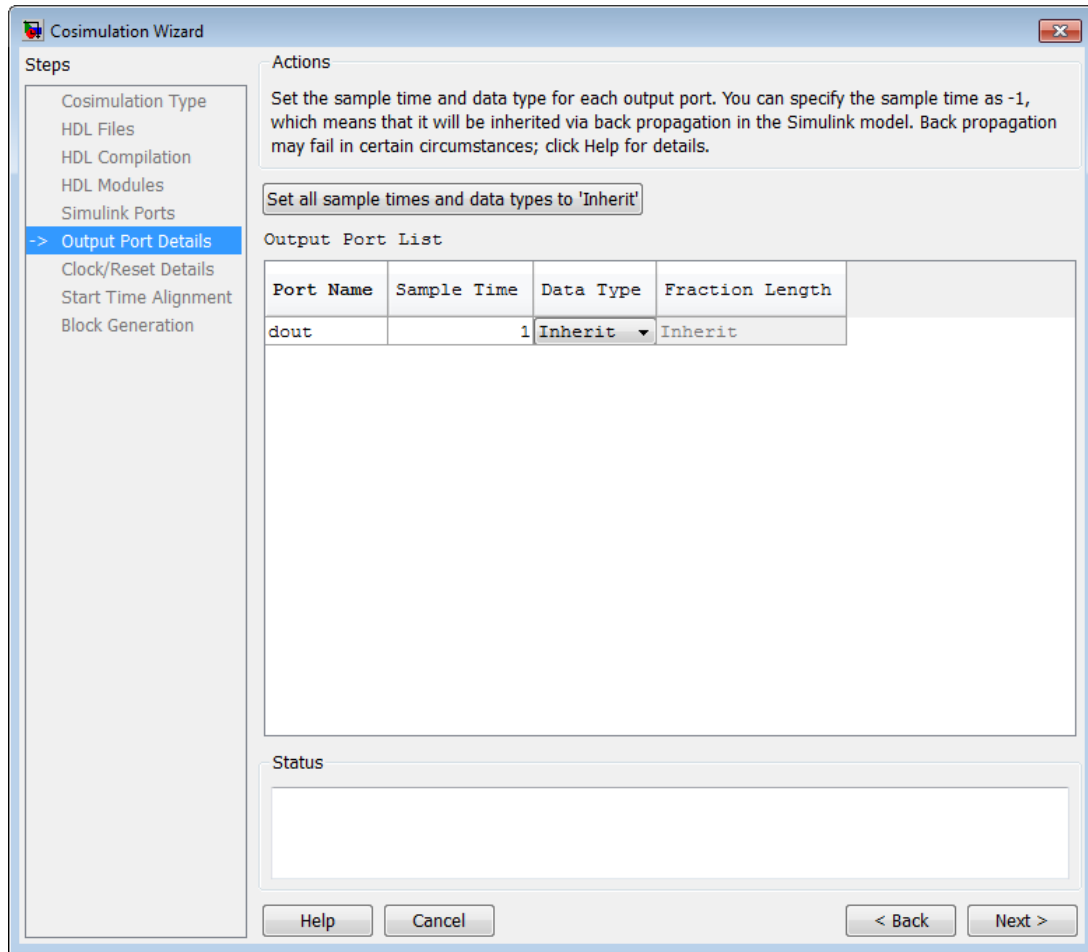 Cosimulation Wizard
Steps
Cosimulation Type
HDL Files
HDL Compilation
HDL Modules
Simulink Ports
-> Output Port Details
Clock/Reset Details
Start Time Alignment
Block Generation
Actions
Set the sample time and data type for each output port. You can specify the sample time as -1,
which means that it will be inherited via back propagation in the Simulink model. Back propagation
may fail in certain circumstances; click Help for details.
Set all sample times and data types to 'Inherit'
Output Port List
Port Name Sample Time Data Type Fraction Length
dout 1 Inherit Inherit
Status
Help Cancel < Back Next >